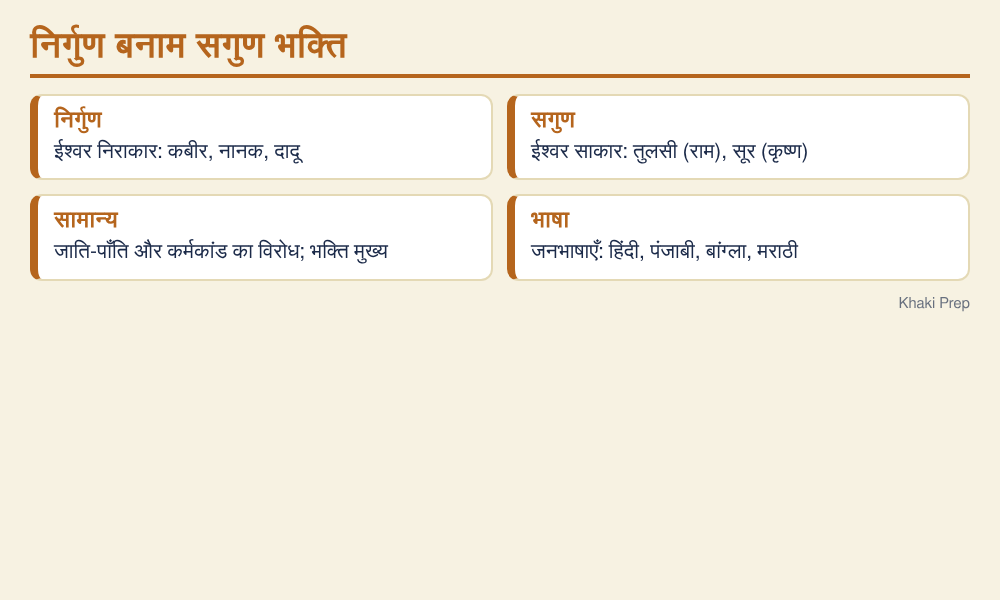 निर्गुण बनाम सगुण भक्ति
निर्गुण
ईश्वर निराकार: कबीर, नानक, दादू
सगुण
ईश्वर साकार: तुलसी (राम), सूर (कृष्ण)
सामान्य
जाति-पाँति और कर्मकांड का विरोध; भक्ति मुख्य
भाषा
जनभाषाएँ: हिंदी, पंजाबी, बांग्ला, मराठी
Khaki Prep